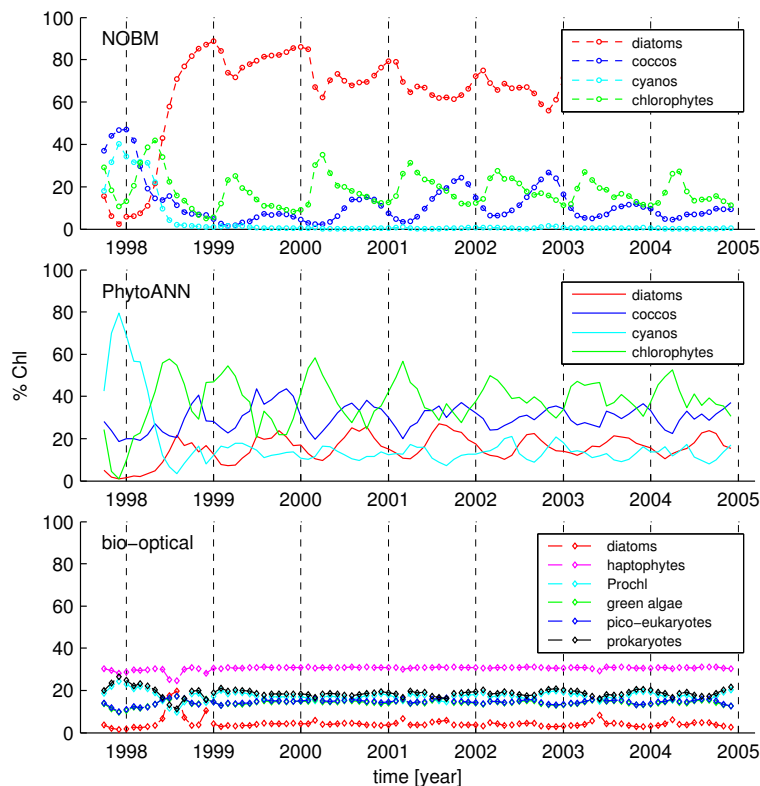 NOBM
diatoms
coccos
cyanos
chlorophytes
100
80
60
40
20
0
1998 1999 2000 2001 2002 2003 2004 2005
PhytoANN
diatoms
coccos
cyanos
chlorophytes
% Chl
100
80
60
40
20
0
1998 1999 2000 2001 2002 2003 2004 2005
bio-optical
diatoms
haptophytes
Prochl
green algae
pico-eukaryotes
prokaryotes
100
80
60
40
20
0
1998 1999 2000 2001 2002 2003 2004 2005
time [year]